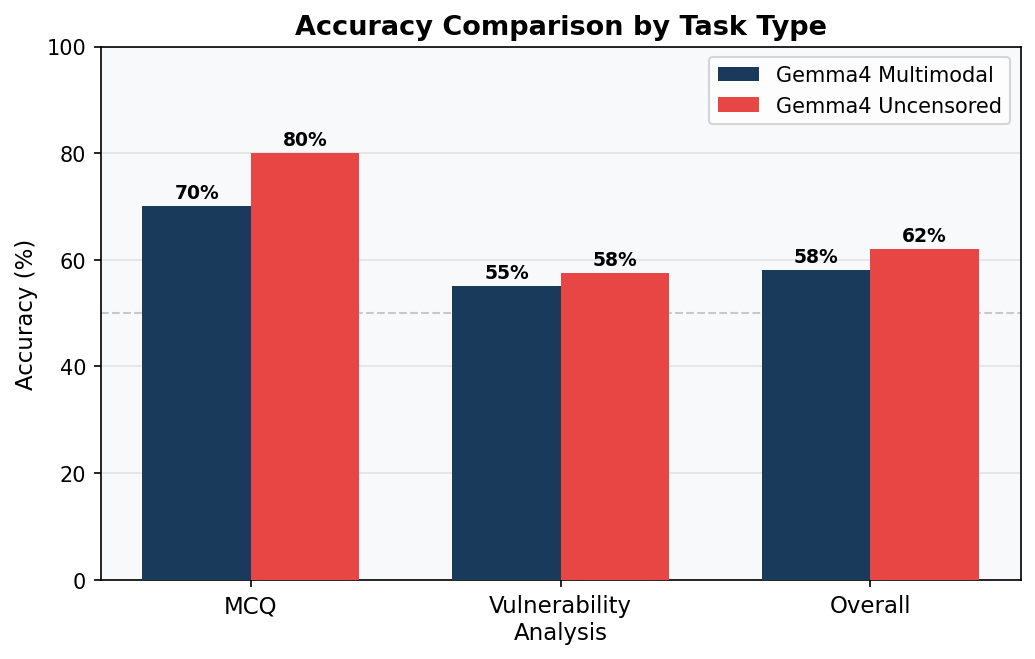 Accuracy Comparison by Task Type
100
80
60
40
20
0
Accuracy (%)
Gemma4 Multimodal
Gemma4 Uncensored
70%
80%
55%
58%
58%
62%
MCQ
Vulnerability
Analysis
Overall